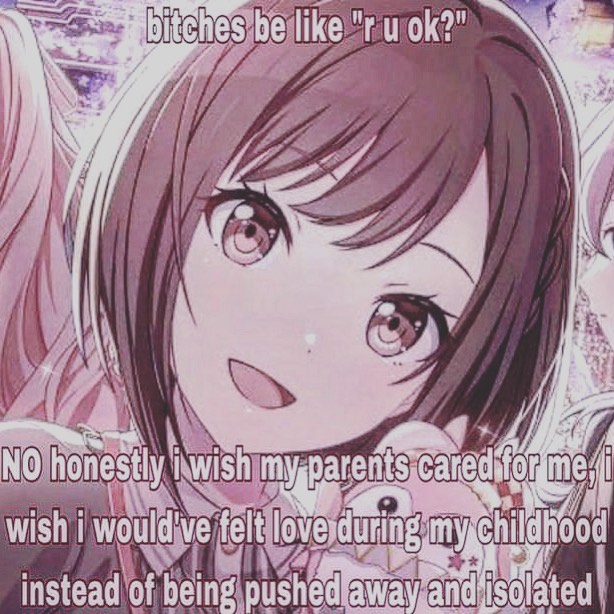 bitches be like "r u ok?"
NO honestly i wish my parents cared for me, i
wish i would've felt love during my childhood
instead of being pushed away and isolated